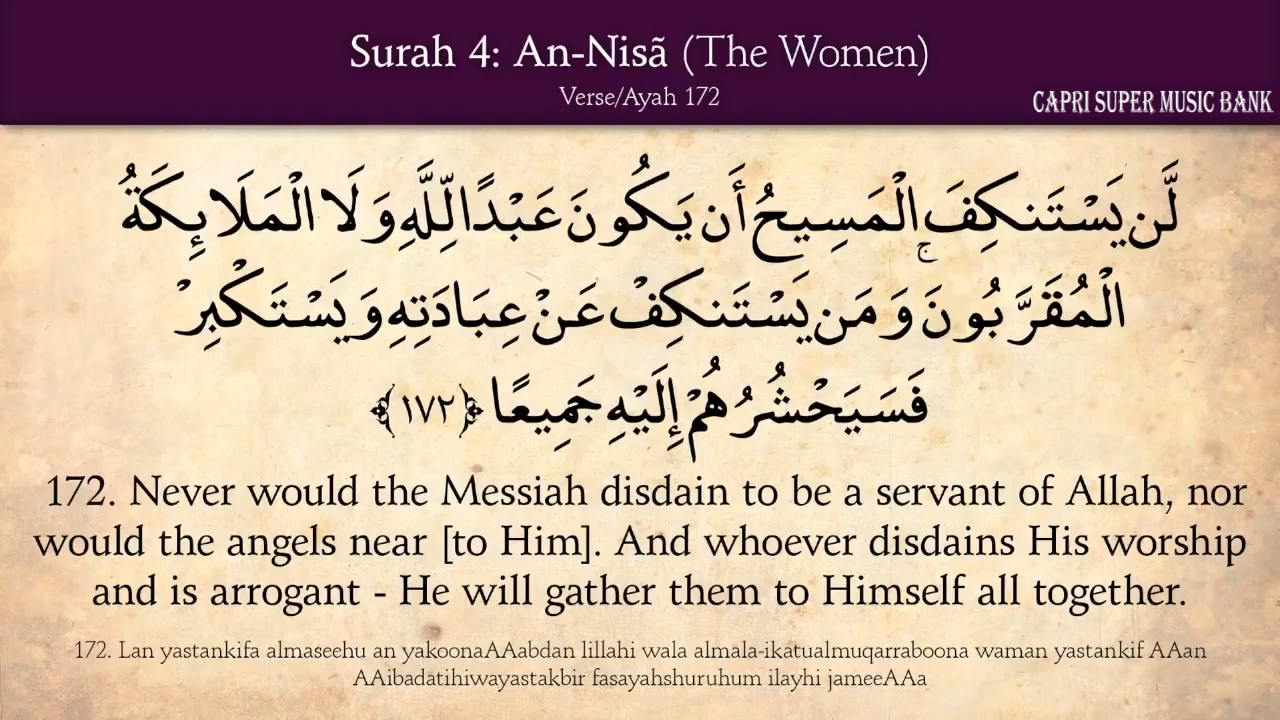 Surah 4: An-Nisã (The Women)
Verse/Ayah 172
CAPRI SUPER MUSIC BANK
لَّن يَسْتَنكِفَ الْمَسِيحُ أَن يَكُونَ عَبْدًا لِّلَّهِ وَلَا الْمَلَائِكَةُ
الْمُقَرَّبُونَ ۚ وَمَن يَسْتَنكِفْ عَنْ عِبَادَتِهِ وَيَسْتَكْبِرْ
فَسَيَحْشُرُهُمْ إِلَيْهِ جَمِيعًا ﴿١٧٢﴾
172. Never would the Messiah disdain to be a servant of Allah, nor
would the angels near [to Him]. And whoever disdains His worship
and is arrogant - He will gather them to Himself all together.
172. Lan yastankifa almaseehu an yakoonaAAabdan lillahi wala almala-ikatualmuqarraboona waman yastankif AAan
AAibadatihiwayastakbir fasayahshuruhum ilayhi jameeAAa